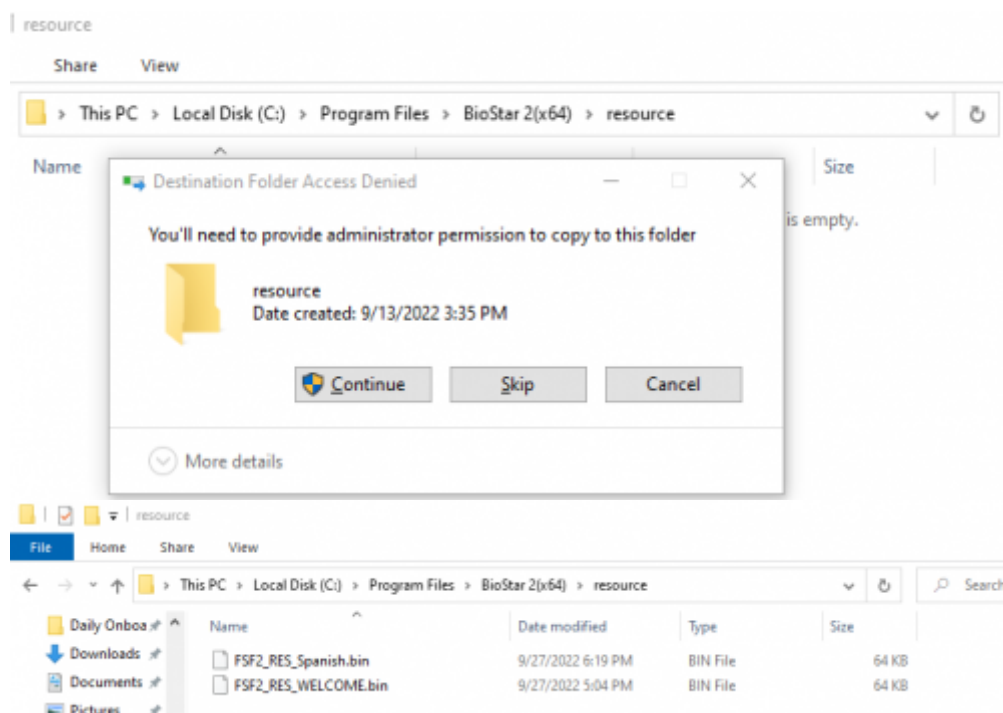 resource
Share View
This PC > Local Disk (C:) > Program Files > BioStar 2(x64) > resource
Name Size
Destination Folder Access Denied
is empty.
You'll need to provide administrator permission to copy to this folder
resource
Date created: 9/13/2022 3:35 PM
Continue Skip Cancel
More details
resource
File Home Share View
This PC > Local Disk (C:) > Program Files > BioStar 2(x64) > resource Search
Daily Onboa Name Date modified Type Size
Downloads FSF2_RES_Spanish.bin 9/27/2022 6:19 PM BIN File 64 KB
Documents FSF2_RES_WELCOME.bin 9/27/2022 5:04 PM BIN File 64 KB
Pictures